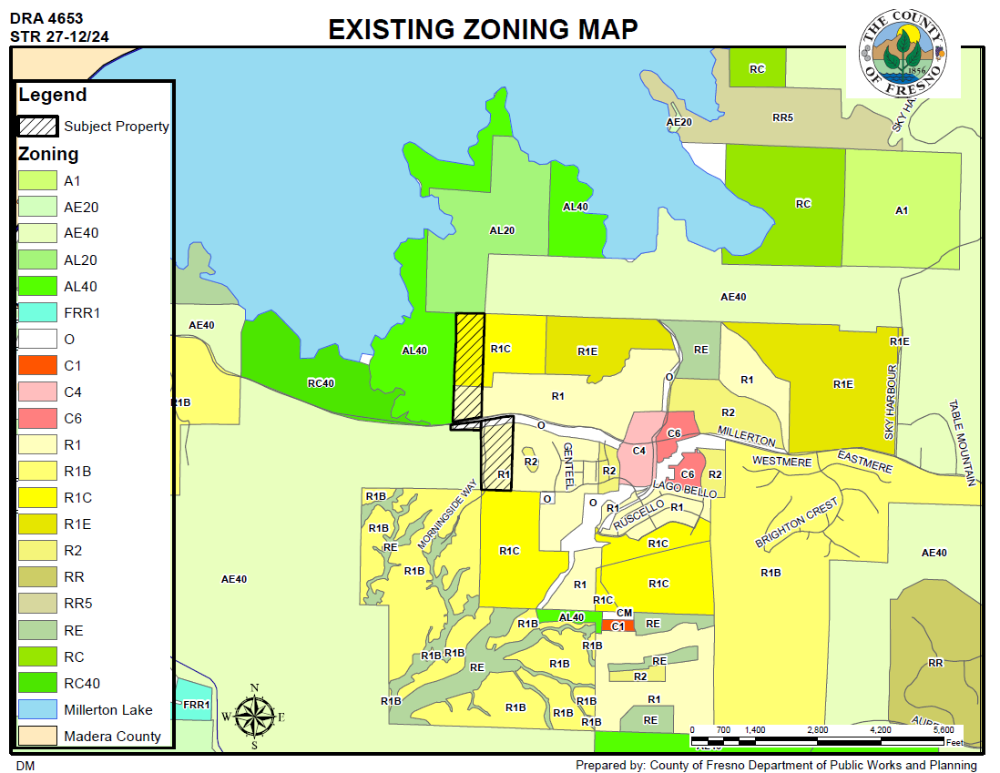 DRA 4653
STR 27-12/24
EXISTING ZONING MAP
THE COUNTY OF FRESNO
1856
Legend
Subject Property
Zoning
A1
AE20
AE40
AL20
AL40
FRR1
O
C1
C4
C6
R1
R1B
R1C
R1E
R2
RR
RR5
RE
RC
RC40
Millerton Lake
Madera County
RC
SKY HA
AE20
RR5
RC
A1
AL20
AL40
AE40
AE40
AL40
R1C
R1E
RE
R1E
O
R1
R1E
RC40
R1B
R1
R2
SKY HARBOUR
TABLE MOUNTAIN
O
C6
MILLERTON
C4
WESTMERE
EASTMERE
R1
R2
GENTEEL
R2
C6
R2
LAGO BELLO
R1B
MORNINGSIDE WAY
O
O
R1
RUSCELLO
R1
BRIGHTON CREST
R1B
RE
R1C
R1C
AE40
AE40
R1B
R1
R1C
R1B
R1C
AL40
CM
C1
RE
R1B
R1B
R1B
R1B
RE
R1B
RE
R2
RR
R1B
R1B
R1B
R1B
R1B
R1
RE
FRR1
N
W
E
S
0 700 1,400 2,800 4,200 5,600
Feet
DM
Prepared by: County of Fresno Department of Public Works and Planning